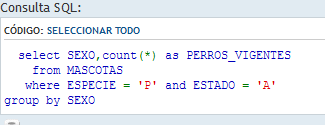 Consulta SQL:
CÓDIGO: SELECCIONAR TODO
select SEXO,count(*) as PERROS_VIGENTES
from MASCOTAS
where ESPECIE = 'P' and ESTADO = 'A'
group by SEXO